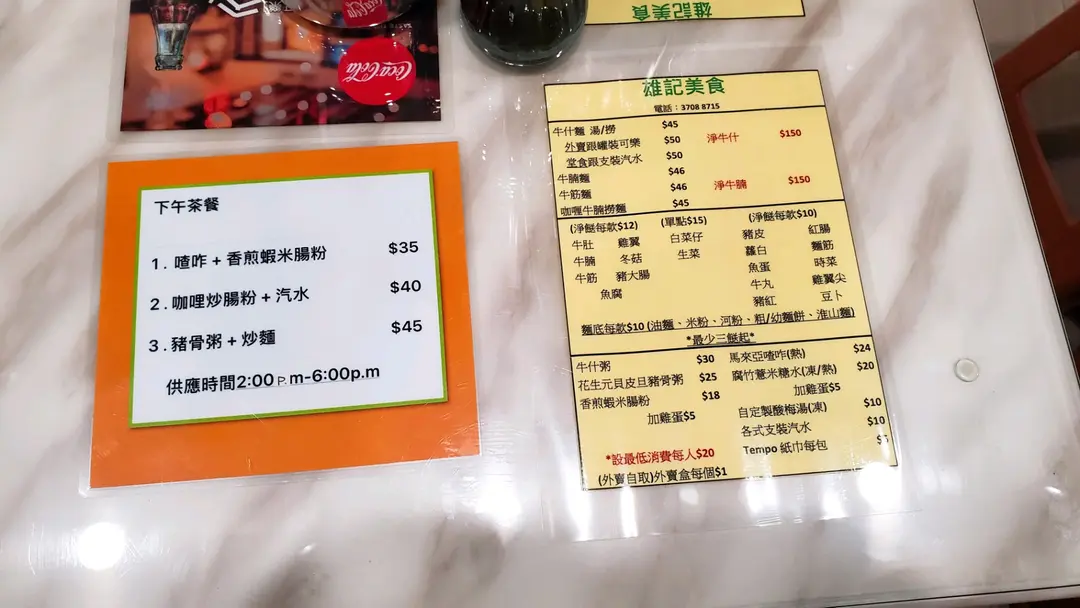 Coca-Cola
雄記美食
下午茶餐
1. 喳咋 + 香煎蝦米腸粉 $35
2. 咖哩炒腸粉 + 汽水 $40
3. 豬骨粥 + 炒麵 $45
供應時間2:00P.m-6:00p.m
雄記美食
電話：3708 8715
牛什麵 湯/撈 $45
外賣跟罐裝可樂 $50 淨牛什 $150
堂食跟支裝汽水 $50
牛腩麵 $46
牛筋麵 $46 淨牛腩 $150
咖喱牛腩撈麵 $45
(淨餸每款$12) (單點$15) (淨餸每款$10)
牛肚 雞翼 白菜仔 豬皮 紅腸
牛腩 冬菇 生菜 蘿白 麵筋
牛筋 豬大腸 魚蛋 時菜
魚腐 牛丸 雞翼尖
豬紅 豆卜
麵底每款$10 (油麵、米粉、河粉、粗/幼麵餅、淮山麵)
*最少三餸起*
牛什粥 $30 馬來亞喳咋(熱) $24
花生元貝皮旦豬骨粥 $25 腐竹薏米糖水(凍/熱) $20
香煎蝦米腸粉 $18 加雞蛋$5
加雞蛋$5 自定製酸梅湯(凍) $10
各式支裝汽水 $10
*設最低消費每人$20 Tempo 紙巾每包
(外賣自取)外賣盒每個$1